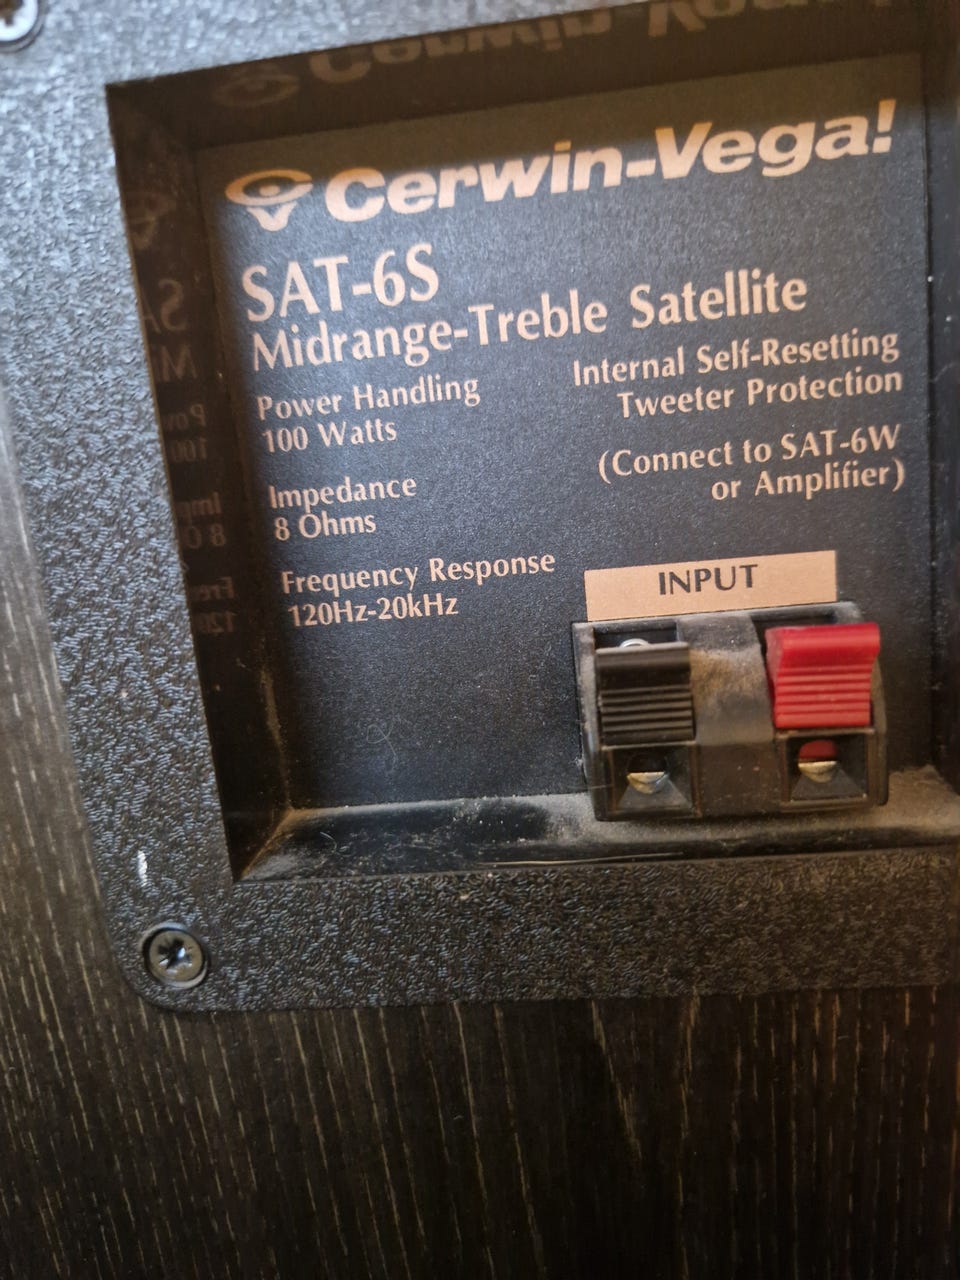 Cerwin-Vega!
SAT-6S
Midrange-Treble Satellite
Power Handling
100 Watts
Impedance
8 Ohms
Frequency Response
120Hz-20kHz
Internal Self-Resetting
Tweeter Protection
(Connect to SAT-6W
or Amplifier)
INPUT